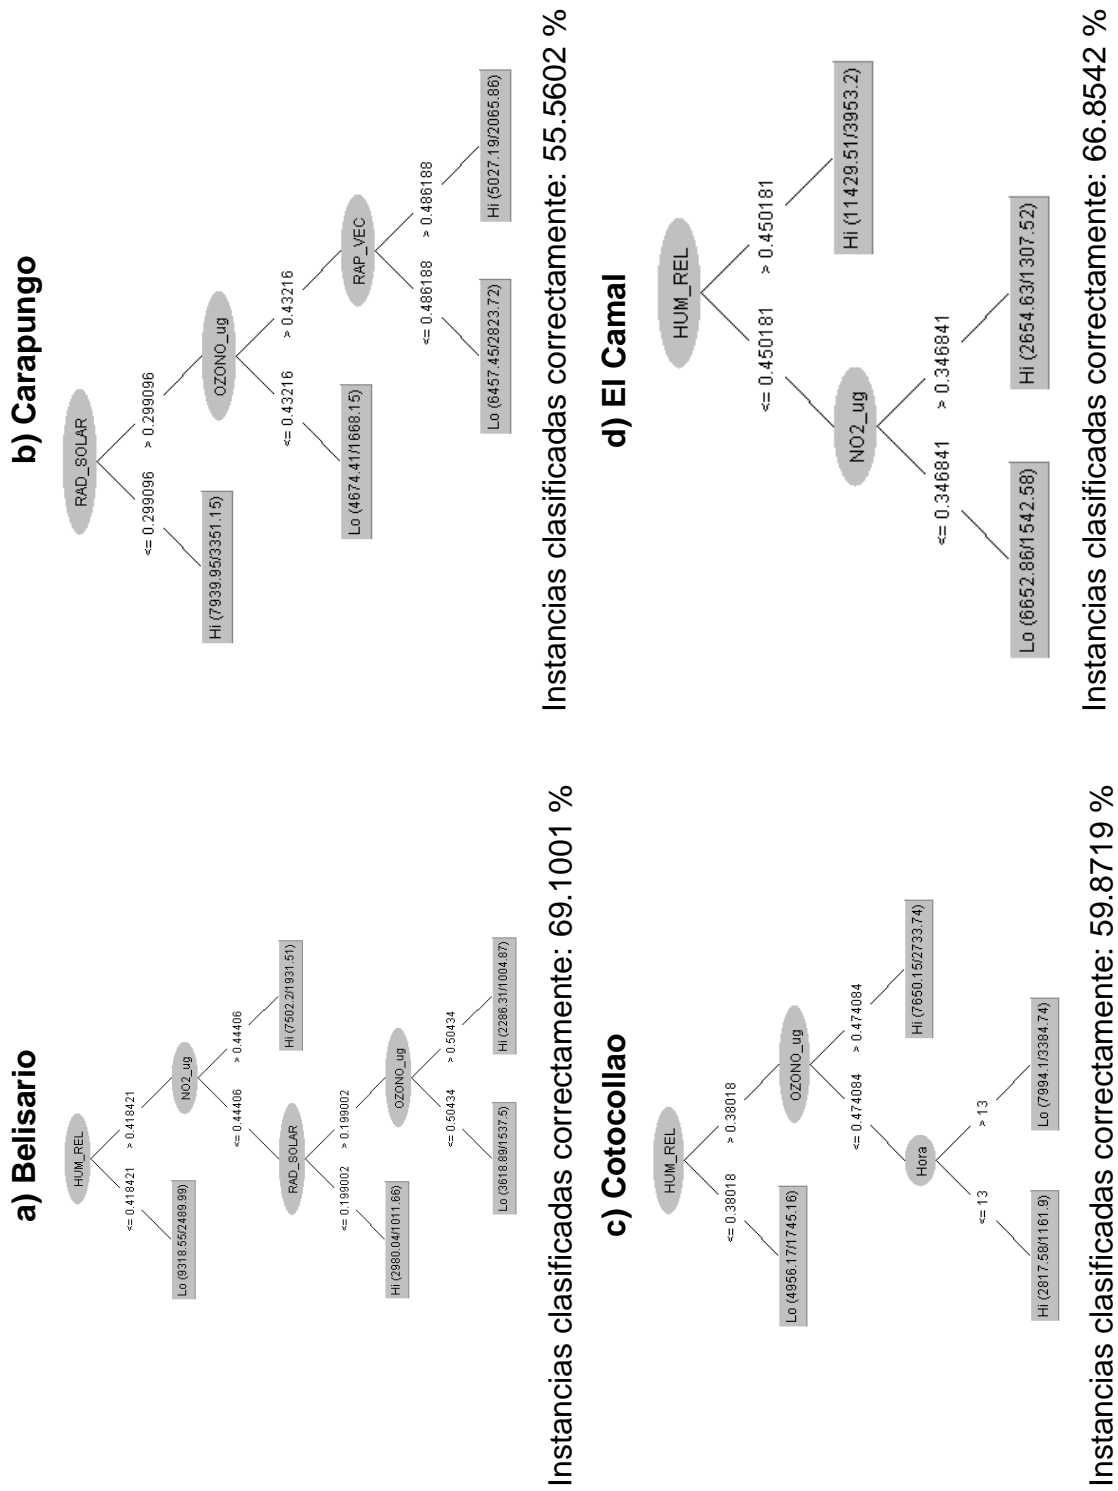 a) Belisario
HUM_REL
<= 0.418421
> 0.418421
Lo (9318.55/2489.99)
NO2_ug
<= 0.44406
> 0.44406
RAD_SOLAR
Hi (7502.2/1931.51)
<= 0.199002
> 0.199002
Hi (2980.04/1011.66)
OZONO_ug
<= 0.50434
> 0.50434
Lo (3618.89/1537.5)
Hi (2286.31/1004.87)
Instancias clasificadas correctamente: 69.1001 %
b) Carapungo
RAD_SOLAR
<= 0.299096
> 0.299096
Hi (7939.95/3351.15)
OZONO_ug
<= 0.43216
> 0.43216
Lo (4674.41/1668.15)
RAP_VEC
<= 0.486188
> 0.486188
Lo (6457.45/2823.72)
Hi (5027.19/2065.86)
Instancias clasificadas correctamente: 55.5602 %
c) Cotocollao
HUM_REL
<= 0.38018
> 0.38018
Lo (4956.17/1745.16)
OZONO_ug
<= 0.474084
> 0.474084
Hora
Hi (7650.15/2733.74)
<= 13
> 13
Hi (2817.58/1161.9)
Lo (7994.1/3384.74)
Instancias clasificadas correctamente: 59.8719 %
d) El Camal
HUM_REL
<= 0.450181
> 0.450181
NO2_ug
Hi (11429.51/3953.2)
<= 0.346841
> 0.346841
Lo (6652.86/1542.58)
Hi (2654.63/1307.52)
Instancias clasificadas correctamente: 66.8542 %